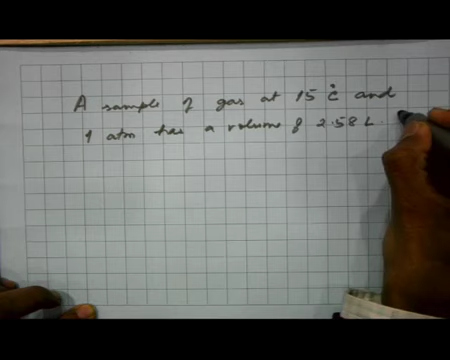 A sample of gas at 15 °C and
1 atm has a volume of 2.58 L.